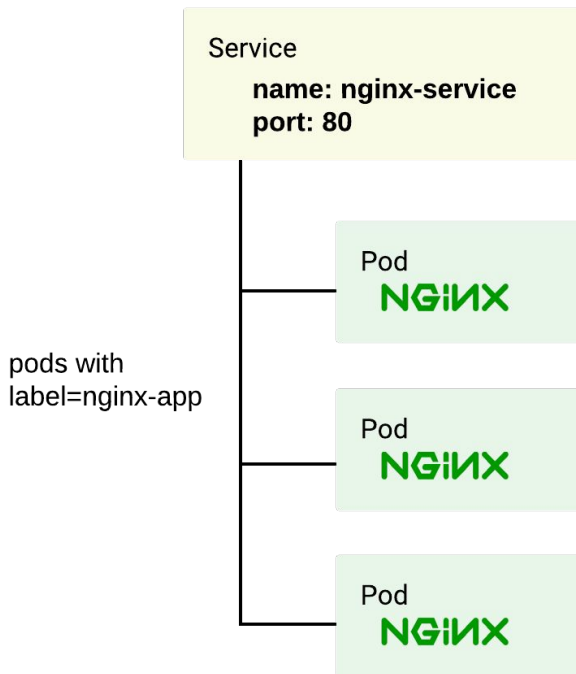 Service
name: nginx-service
port: 80
Pod
NGiNX
pods with
label=nginx-app
Pod
NGiNX
Pod
NGiNX